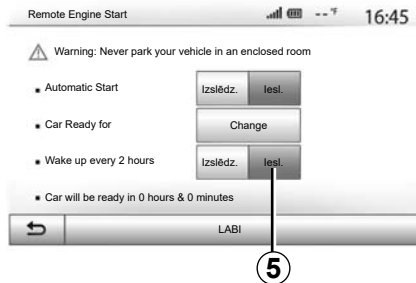 Remote Engine Start -- °F 16:45
Warning: Never park your vehicle in an enclosed room
Automatic Start Izslēdz. Iesl.
Car Ready for Change
Wake up every 2 hours Izslēdz. Iesl.
Car will be ready in 0 hours & 0 minutes
LABI
5